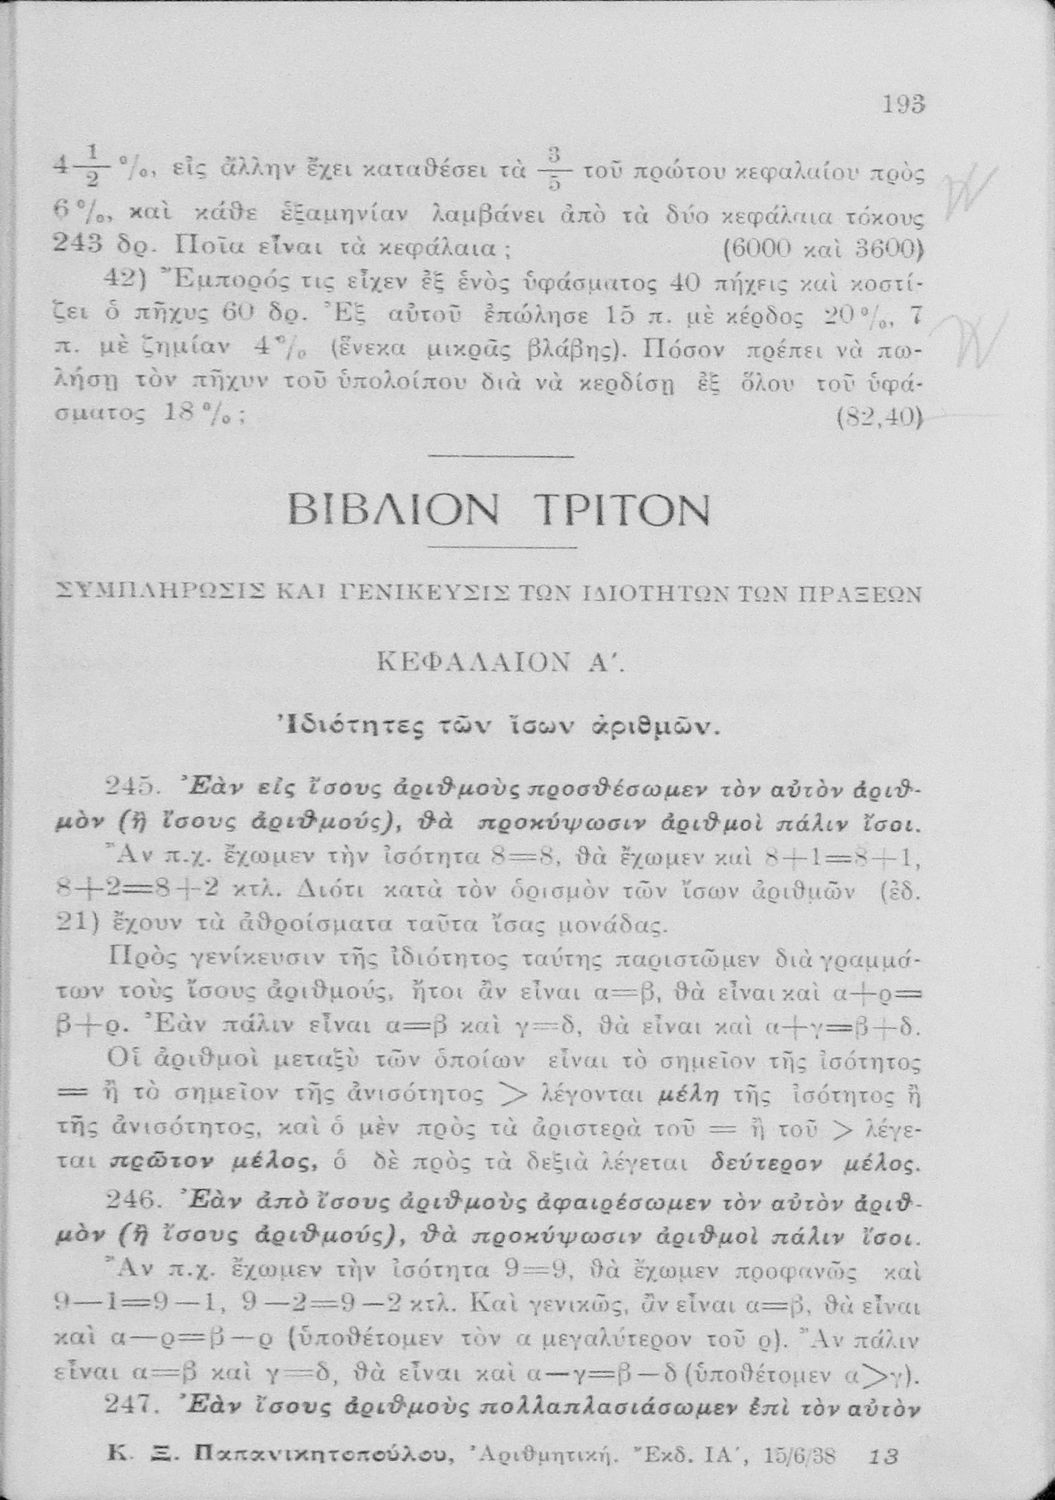 193
4 1/2 %, εἰς ἄλλην ἔχει καταθέσει τὰ 3/5 τοῦ πρώτου κεφαλαίου πρὸς
6 %, καὶ κάθε ἑξαμηνίαν λαμβάνει ἀπὸ τὰ δύο κεφάλαια τόκους
243 δρ. Ποῖα εἶναι τὰ κεφάλαια ; (6000 καὶ 3600)
42) Ἔμπορός τις εἶχεν ἐξ ἑνὸς ὑφάσματος 40 πήχεις καὶ κοστί-
ζει ὁ πῆχυς 60 δρ. Ἐξ αὐτοῦ ἐπώλησε 15 π. μὲ κέρδος 20 %, 7
π. μὲ ζημίαν 4 % (ἕνεκα μικρᾶς βλάβης). Πόσον πρέπει νὰ πω-
λήσῃ τὸν πῆχυν τοῦ ὑπολοίπου διὰ νὰ κερδίσῃ ἐξ ὅλου τοῦ ὑφά-
σματος 18 % ; (82,40)
ΒΙΒΛΙΟΝ ΤΡΙΤΟΝ
ΣΥΜΠΛΗΡΩΣΙΣ ΚΑΙ ΓΕΝΙΚΕΥΣΙΣ ΤΩΝ ΙΔΙΟΤΗΤΩΝ ΤΩΝ ΠΡΑΞΕΩΝ
ΚΕΦΑΛΑΙΟΝ Α΄.
Ἰδιότητες τῶν ἴσων ἀριθμῶν.
245. Ἐὰν εἰς ἴσους ἀριθμοὺς προσθέσωμεν τὸν αὐτὸν ἀριθ-
μὸν (ἢ ἴσους ἀριθμούς), θὰ προκύψωσιν ἀριθμοὶ πάλιν ἴσοι.
Ἂν π.χ. ἔχωμεν τὴν ἰσότητα 8=8, θὰ ἔχωμεν καὶ 8+1=8+1,
8+2=8+2 κτλ. Διότι κατὰ τὸν ὁρισμὸν τῶν ἴσων ἀριθμῶν (ἐδ.
21) ἔχουν τὰ ἀθροίσματα ταῦτα ἴσας μονάδας.
Πρὸς γενίκευσιν τῆς ἰδιότητος ταύτης παριστῶμεν διὰ γραμμά-
των τοὺς ἴσους ἀριθμούς, ἤτοι ἂν εἶναι α=β, θὰ εἶναι καὶ α+ρ=
β+ρ. Ἐὰν πάλιν εἶναι α=β καὶ γ=δ, θὰ εἶναι καὶ α+γ=β+δ.
Οἱ ἀριθμοὶ μεταξὺ τῶν ὁποίων εἶναι τὸ σημεῖον τῆς ἰσότητος
= ἢ τὸ σημεῖον τῆς ἀνισότητος > λέγονται μέλη τῆς ἰσότητος ἢ
τῆς ἀνισότητος, καὶ ὁ μὲν πρὸς τὰ ἀριστερὰ τοῦ = ἢ τοῦ > λέγε-
ται πρῶτον μέλος, ὁ δὲ πρὸς τὰ δεξιὰ λέγεται δεύτερον μέλος.
246. Ἐὰν ἀπὸ ἴσους ἀριθμοὺς ἀφαιρέσωμεν τὸν αὐτὸν ἀριθ-
μὸν (ἢ ἴσους ἀριθμούς), θὰ προκύψωσιν ἀριθμοὶ πάλιν ἴσοι.
Ἂν π.χ. ἔχωμεν τὴν ἰσότητα 9=9, θὰ ἔχωμεν προφανῶς καὶ
9—1=9—1, 9—2=9—2 κτλ. Καὶ γενικῶς, ἂν εἶναι α=β, θὰ εἶναι
καὶ α—ρ=β—ρ (ὑποθέτομεν τὸν α μεγαλύτερον τοῦ ρ). Ἂν πάλιν
εἶναι α=β καὶ γ=δ, θὰ εἶναι καὶ α—γ=β—δ (ὑποθέτομεν α>γ).
247. Ἐὰν ἴσους ἀριθμοὺς πολλαπλασιάσωμεν ἐπὶ τὸν αὐτὸν
Κ. Ξ. Παπανικητοπούλου, Ἀριθμητική. Ἔκδ. ΙΑ΄, 15/6/38 13